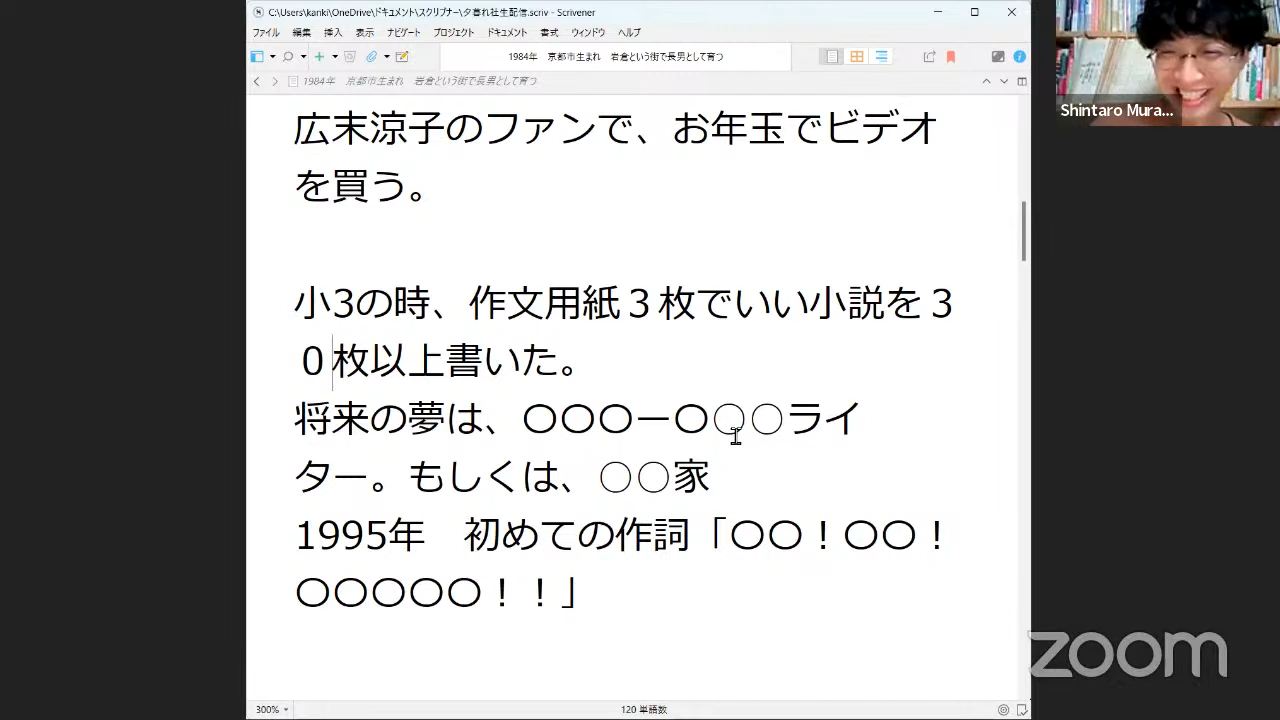 C:\Users\kanki\OneDrive\ドキュメント\スクリプナー\夕暮れ社生配信.scriv - Scrivener
ファイル 編集 挿入 表示 ナビゲート プロジェクト ドキュメント 書式 ウィンドウ ヘルプ
1984年 京都市生まれ 岩倉という街で長男として育つ
1984年 京都市生まれ 岩倉という街で長男として育つ
Shintaro Mura...
広末涼子のファンで、お年玉でビデオ
を買う。
小3の時、作文用紙３枚でいい小説を３
０枚以上書いた。
将来の夢は、〇〇〇ー〇○○ライ
ター。もしくは、○○家
1995年　初めての作詞「〇〇！〇〇！
〇〇〇〇〇！！」
zoom
300%
120 単語数